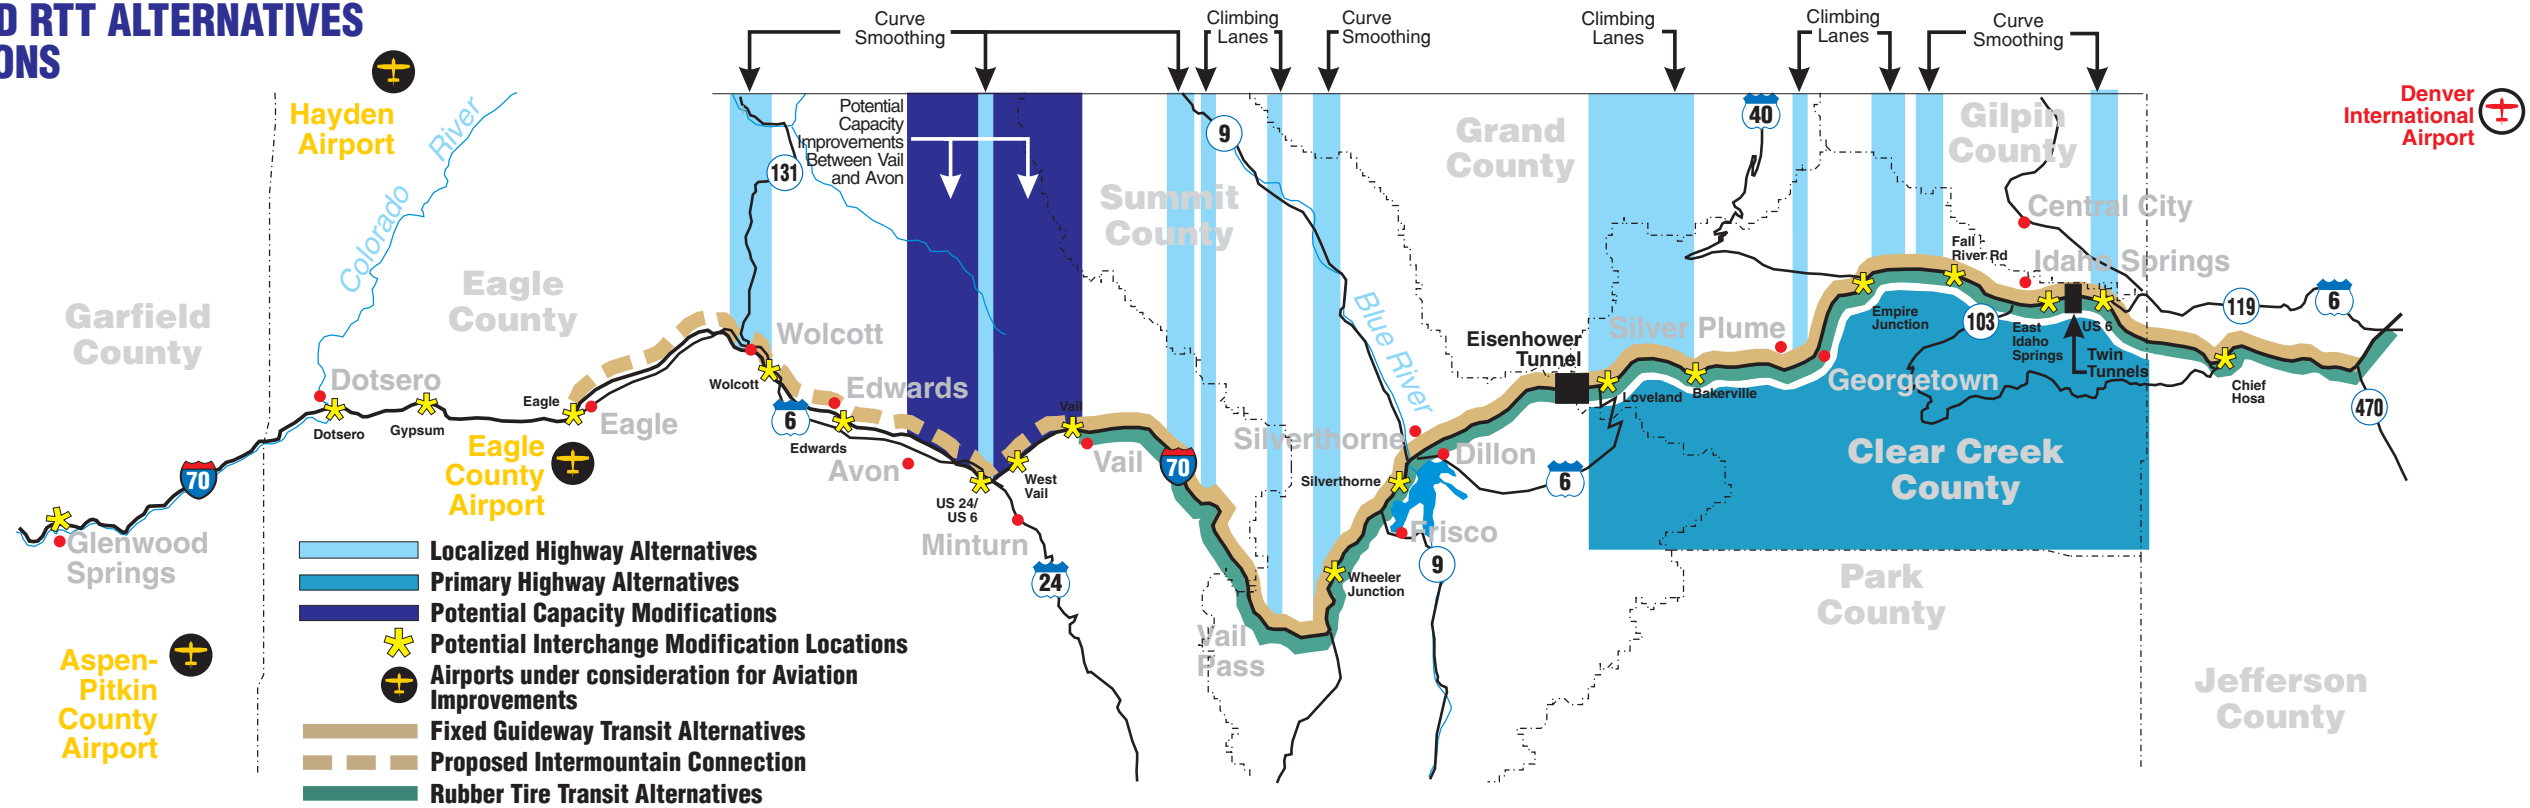 D RTT ALTERNATIVES
ONS
Curve
Smoothing
Climbing
Lanes
Curve
Smoothing
Climbing
Lanes
Climbing
Lanes
Curve
Smoothing
Hayden
Airport
Colorado River
Garfield
County
Eagle
County
Potential
Capacity
Improvements
Between Vail
and Avon
131
9
Summit
County
Grand
County
40
Gilpin
County
Denver
International
Airport
Central City
Fall
River Rd
Idaho Springs
119
6
Blue River
Eisenhower
Tunnel
Silver Plume
Empire
Junction
103
East
Idaho
Springs
US 6
Twin
Tunnels
Georgetown
Loveland
Bakerville
Chief
Hosa
470
Wolcott
Wolcott
Dotsero
Dotsero
Gypsum
Eagle
Eagle
6
Edwards
Edwards
Avon
Vail
Vail
West
Vail
US 24/
US 6
Minturn
24
70
Silverthorne
Silverthorne
Dillon
6
Frisco
9
Wheeler
Junction
Vail
Pass
Clear Creek
County
Park
County
Jefferson
County
70
Glenwood
Springs
Eagle
County
Airport
Aspen-
Pitkin
County
Airport
Localized Highway Alternatives
Primary Highway Alternatives
Potential Capacity Modifications
Potential Interchange Modification Locations
Airports under consideration for Aviation
Improvements
Fixed Guideway Transit Alternatives
Proposed Intermountain Connection
Rubber Tire Transit Alternatives